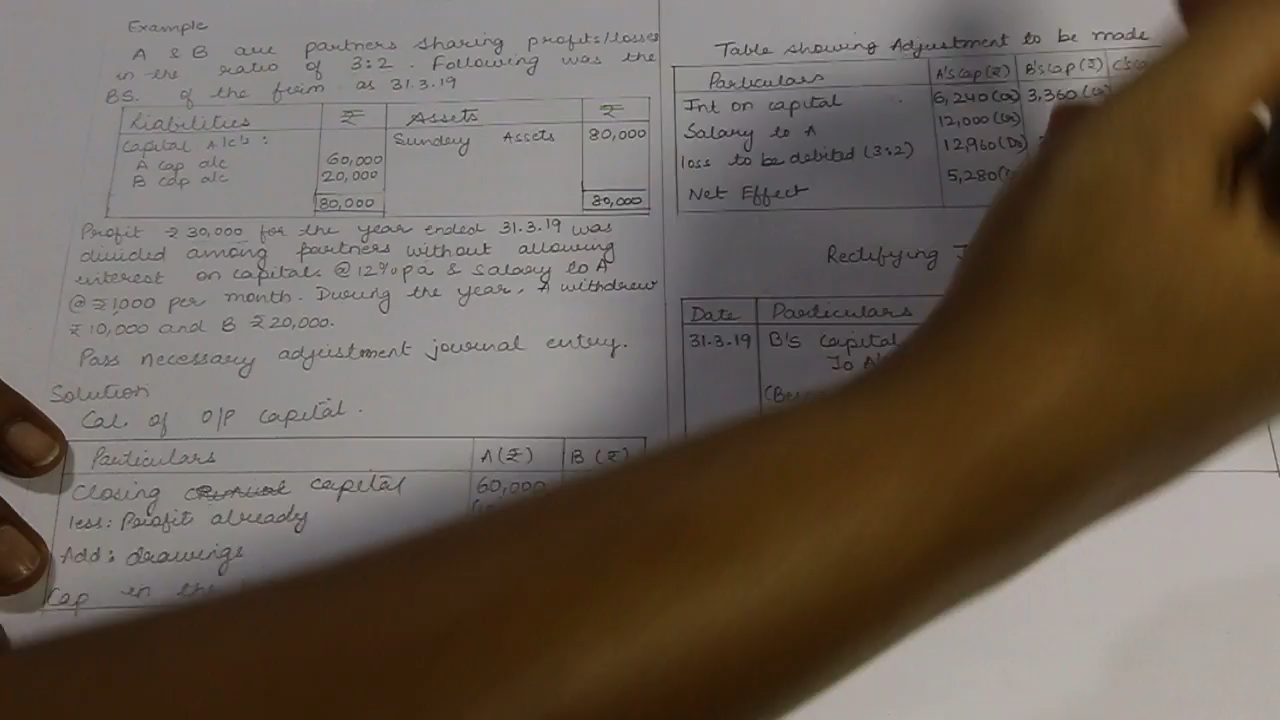 Example
A & B are partners sharing profits/losses
in the ratio of 3:2. Following was the
BS. of the firm as 31.3.19
Liabilities ₹ Assets ₹
Capital A/c's: Sundry Assets 80,000
A cap a/c 60,000
B cap a/c 20,000
80,000 80,000
Profit ₹ 30,000 for the year ended 31.3.19 was
divided among partners without allowing
interest on capitals @ 12% pa & salary to A
@ ₹1000 per month. During the year, A withdrew
₹ 10,000 and B ₹ 20,000.
Pass necessary adjustment journal entry.
Solution
Cal. of O/P capital.
Particulars A (₹) B (₹)
Closing capital 60,000
less: Profit already
Add: drawings
Cap in the
Table showing Adjustment to be made
Particulars A's cap (₹) B's cap (₹)
Int on capital 6,240 (Cr) 3,360
Salary to A 12,000 (Cr)
loss to be debited (3:2) 12,960 (Dr)
Net Effect 5,280
Rectifying
Date Particulars
31.3.19 B's capital
To A's